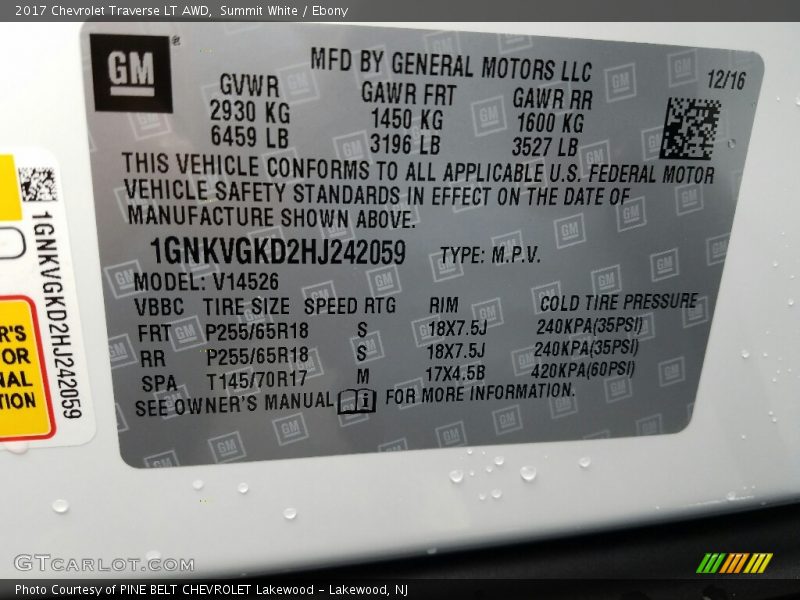 2017 Chevrolet Traverse LT AWD, Summit White / Ebony
GM
®
MFD BY GENERAL MOTORS LLC
12/16
GVWR GAWR FRT GAWR RR
2930 KG 1450 KG 1600 KG
6459 LB 3196 LB 3527 LB
THIS VEHICLE CONFORMS TO ALL APPLICABLE U.S. FEDERAL MOTOR
VEHICLE SAFETY STANDARDS IN EFFECT ON THE DATE OF
MANUFACTURE SHOWN ABOVE.
1GNKVGKD2HJ242059 TYPE: M.P.V.
MODEL: V14526
VBBC TIRE SIZE SPEED RTG RIM COLD TIRE PRESSURE
FRT P255/65R18 S 18X7.5J 240KPA(35PSI)
RR P255/65R18 S 18X7.5J 240KPA(35PSI)
SPA T145/70R17 M 17X4.5B 420KPA(60PSI)
SEE OWNER'S MANUAL i FOR MORE INFORMATION.
1GNKVGKD2HJ242059
ER'S
OR
NAL
TION
GTCARLOT.COM
Photo Courtesy of PINE BELT CHEVROLET Lakewood - Lakewood, NJ